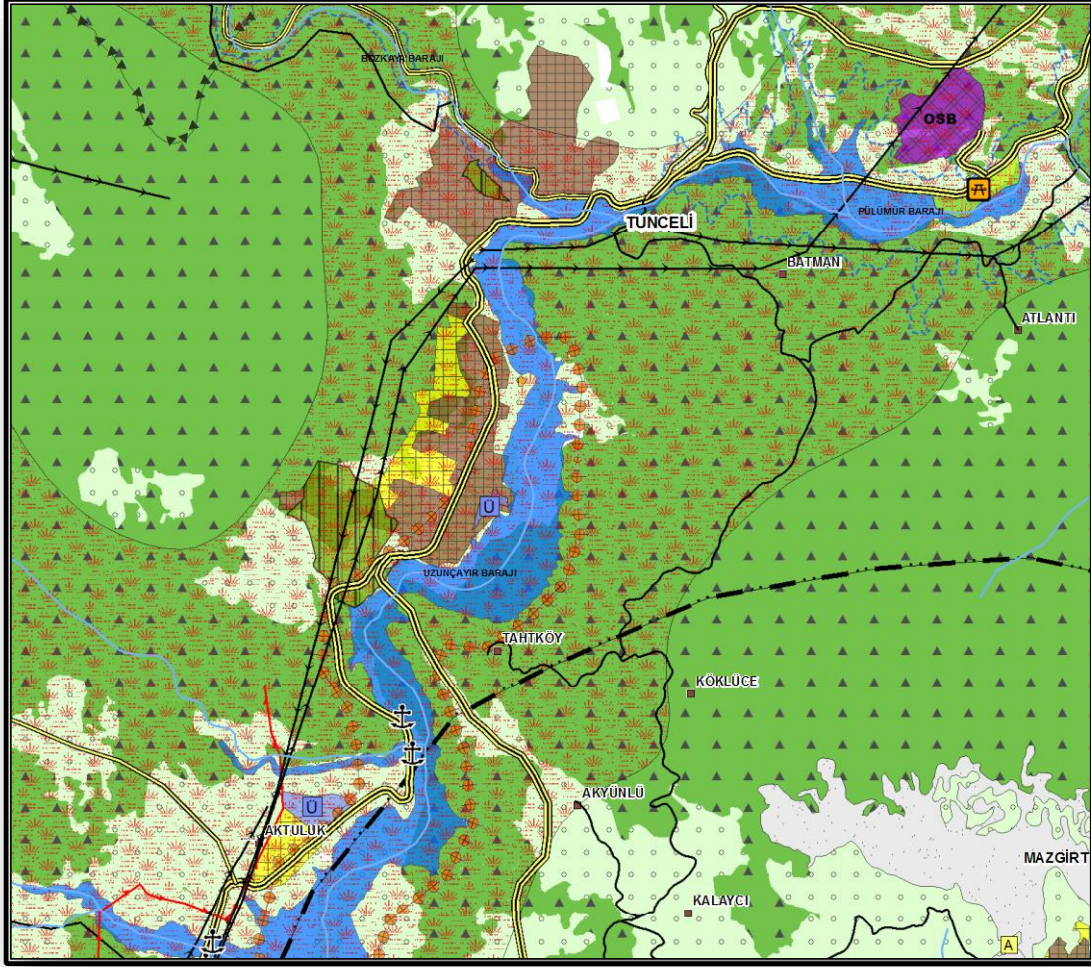 BOZKAYA BARAJI
OSB
TUNCELİ
PÜLÜMÜR BARAJI
BATMAN
ATLANTI
Ü
UZUNÇAYIR BARAJI
TAHTKÖY
KÖKLÜCE
AKYÜNLÜ
Ü
AKTULUK
MAZGİRT
KALAYCI
A